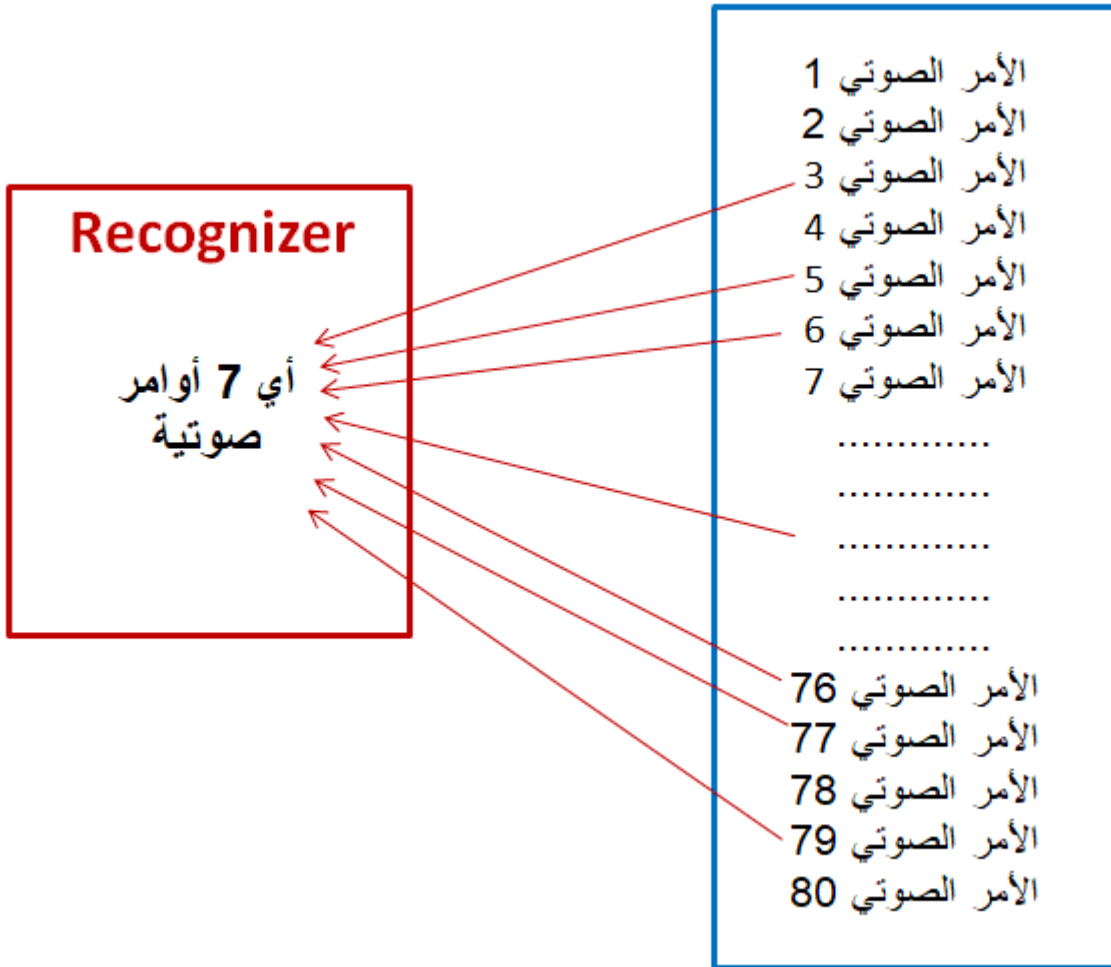 Recognizer
أي 7 أوامر
صوتية
الأمر الصوتي 1
الأمر الصوتي 2
الأمر الصوتي 3
الأمر الصوتي 4
الأمر الصوتي 5
الأمر الصوتي 6
الأمر الصوتي 7
.............
.............
.............
.............
.............
الأمر الصوتي 76
الأمر الصوتي 77
الأمر الصوتي 78
الأمر الصوتي 79
الأمر الصوتي 80